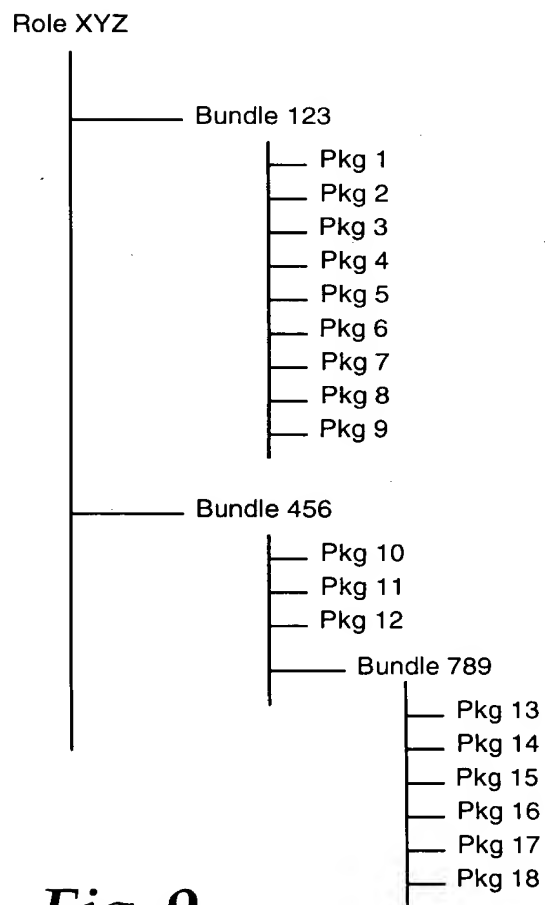 Role XYZ
Bundle 123
Pkg 1
Pkg 2
Pkg 3
Pkg 4
Pkg 5
Pkg 6
Pkg 7
Pkg 8
Pkg 9
Bundle 456
Pkg 10
Pkg 11
Pkg 12
Bundle 789
Pkg 13
Pkg 14
Pkg 15
Pkg 16
Pkg 17
Pkg 18
Fig. 9